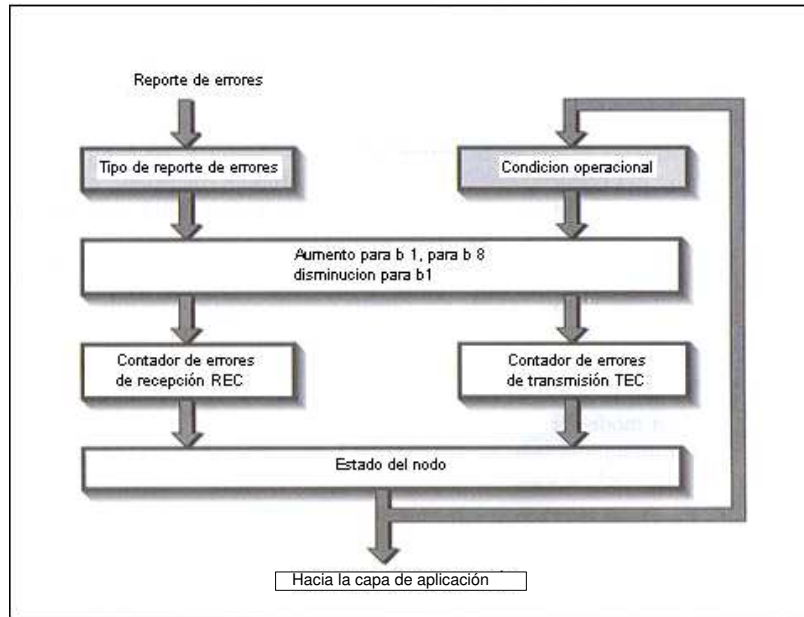 Reporte de errores
Tipo de reporte de errores
Condicion operacional
Aumento para b 1, para b 8
disminucion para b1
Contador de errores
de recepción REC
Contador de errores
de transmisión TEC
Estado del nodo
Hacia la capa de aplicación